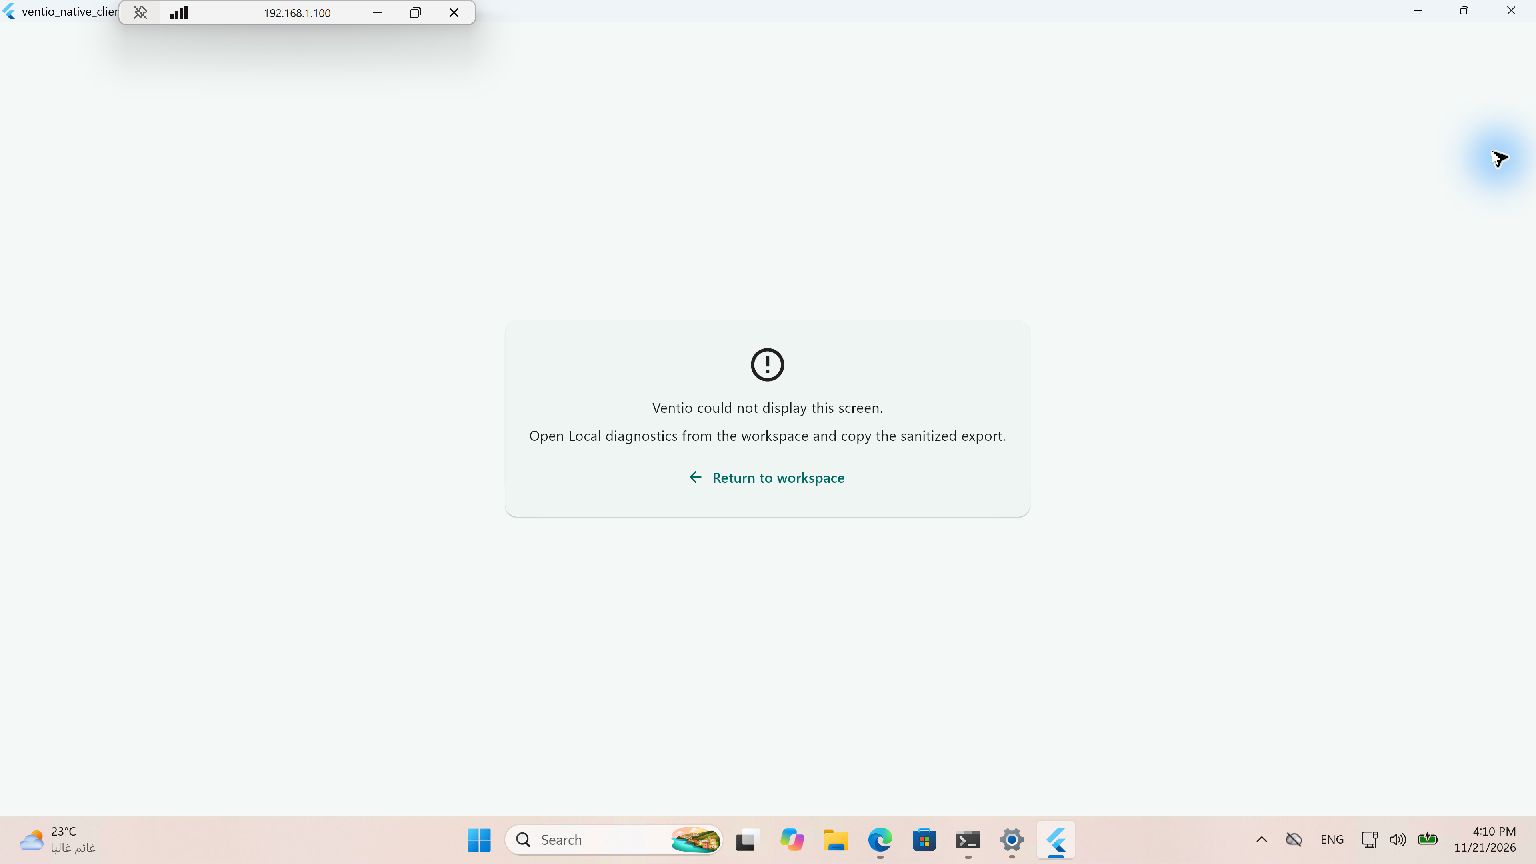 ventio_native_clien
192.168.1.100
Ventio could not display this screen.
Open Local diagnostics from the workspace and copy the sanitized export.
Return to workspace
23°C
غائم غالبا
Search
ENG
4:10 PM
11/21/2026